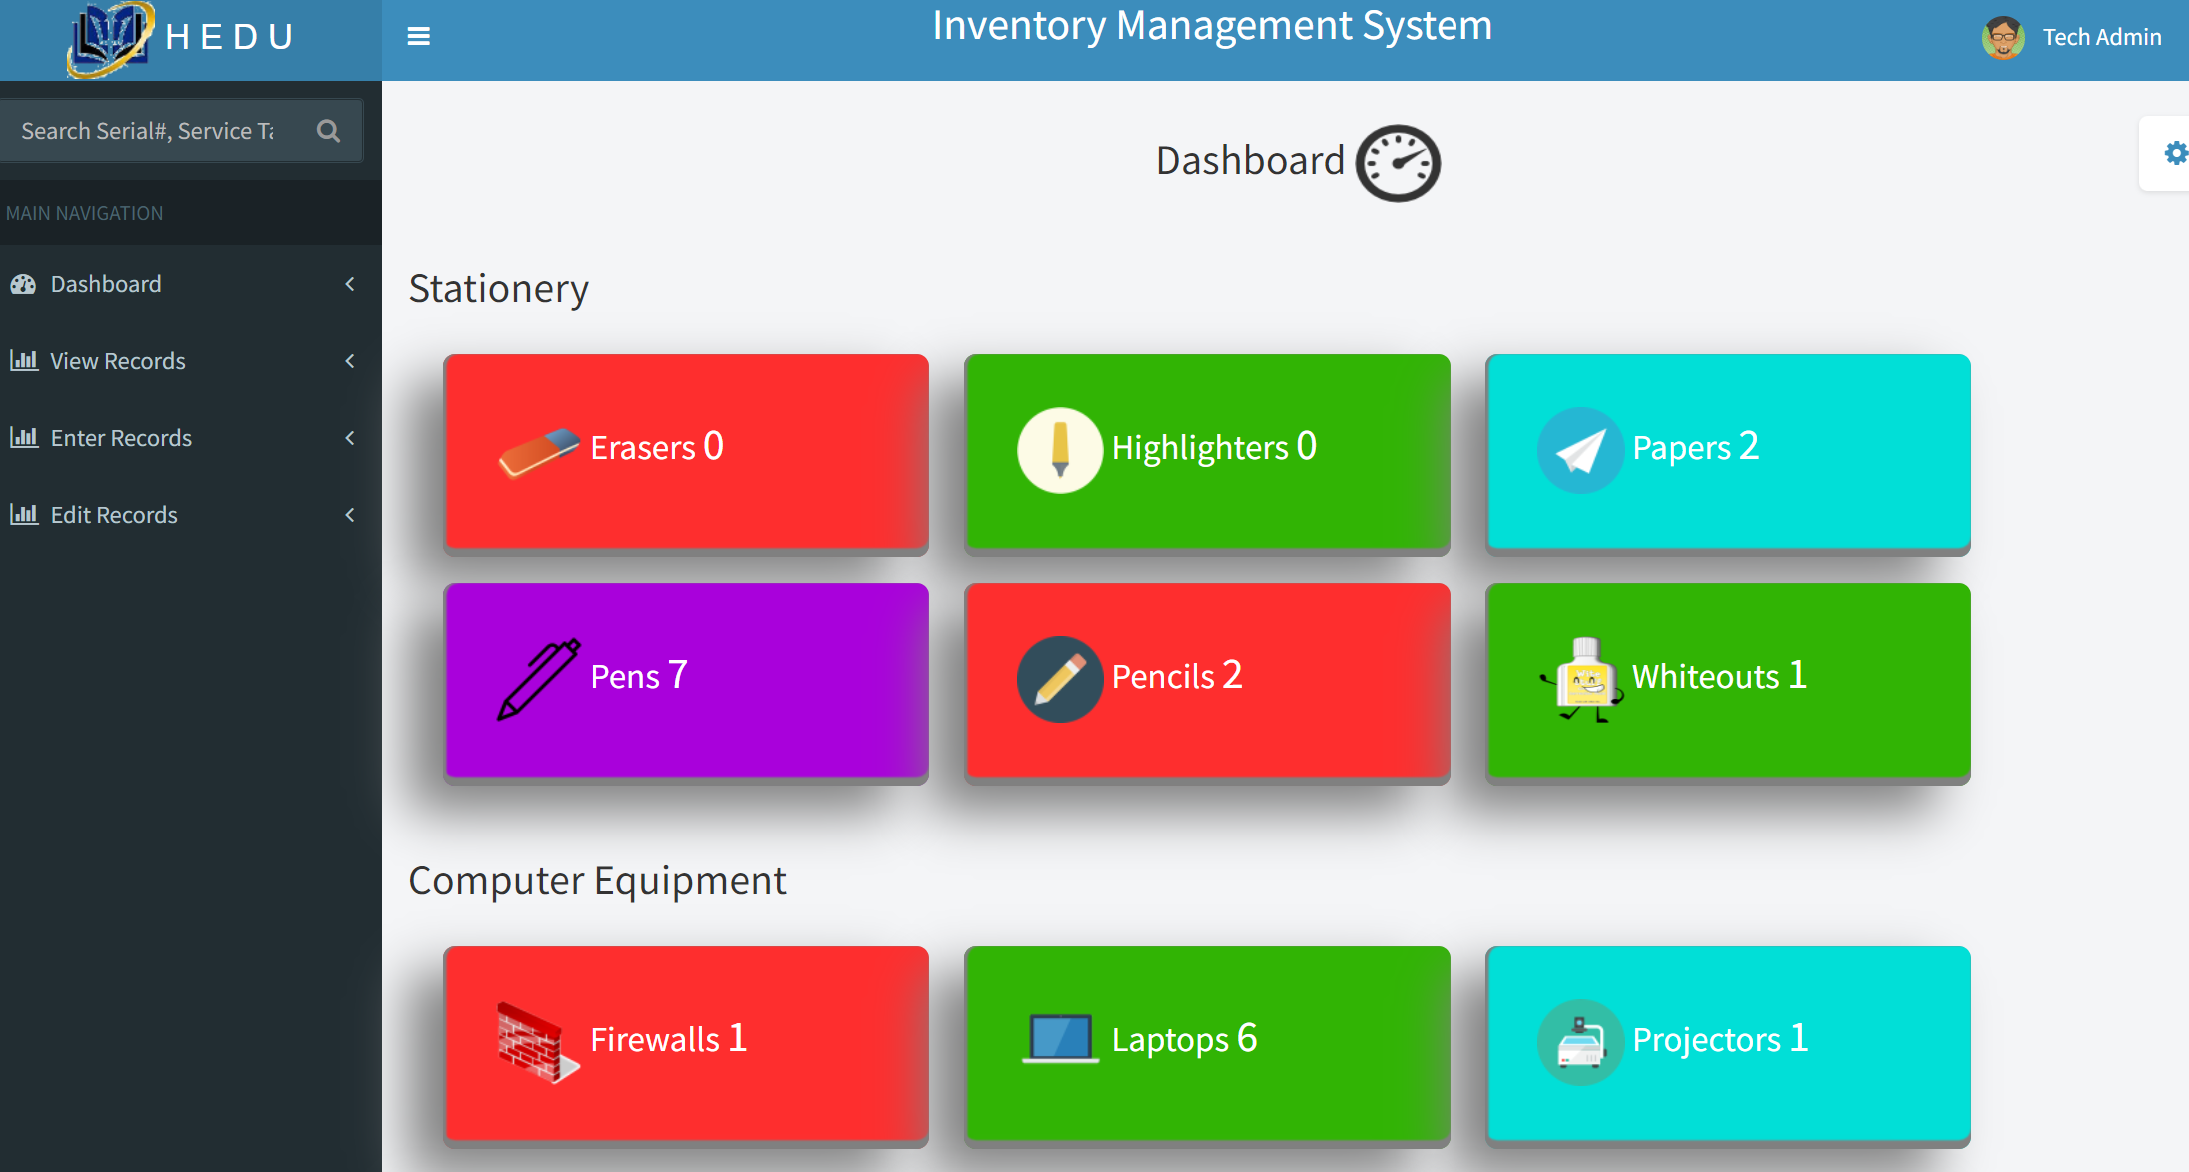 HEDU
Inventory Management System
Tech Admin
Search Serial#, Service Ta
MAIN NAVIGATION
Dashboard
View Records
Enter Records
Edit Records
Dashboard
Stationery
Erasers 0
Highlighters 0
Papers 2
Pens 7
Pencils 2
Whiteouts 1
Computer Equipment
Firewalls 1
Laptops 6
Projectors 1